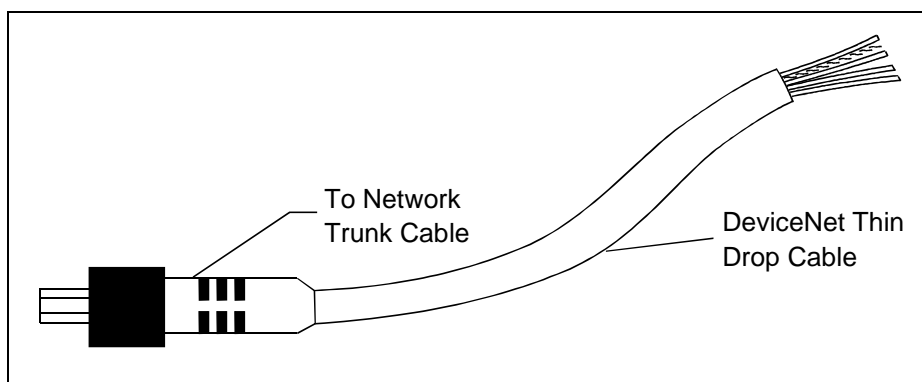 To Network
Trunk Cable
DeviceNet Thin
Drop Cable